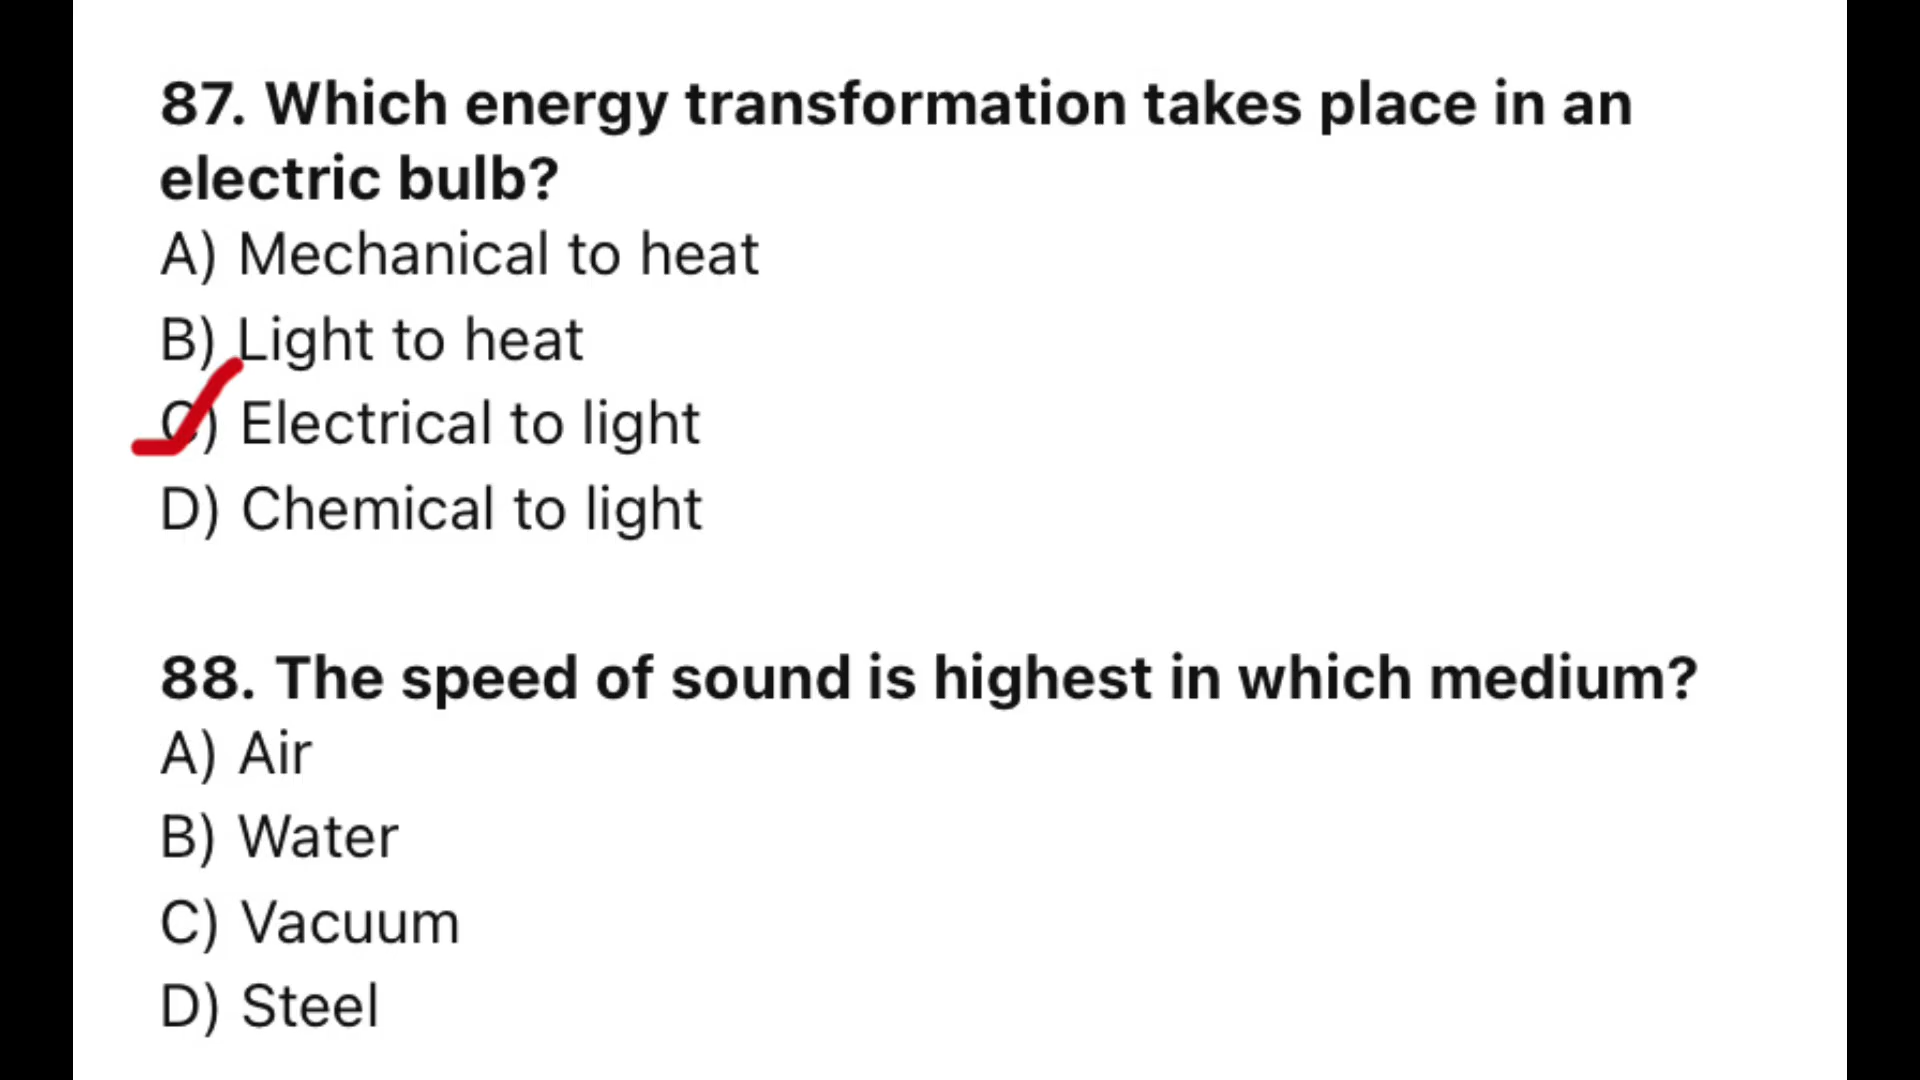 87. Which energy transformation takes place in an
electric bulb?
A) Mechanical to heat
B) Light to heat
C) Electrical to light
D) Chemical to light
88. The speed of sound is highest in which medium?
A) Air
B) Water
C) Vacuum
D) Steel